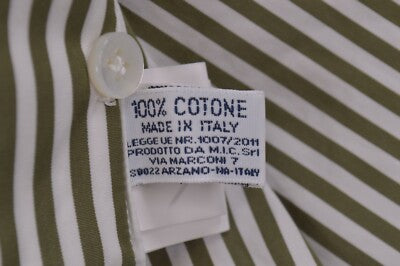 100% COTONE
MADE IN ITALY
LEGGE UE NR. 1007/2011
PRODOTTO DA M.I.C. Srl
VIA MARCONI 7
80022 ARZANO-NA-ITALY